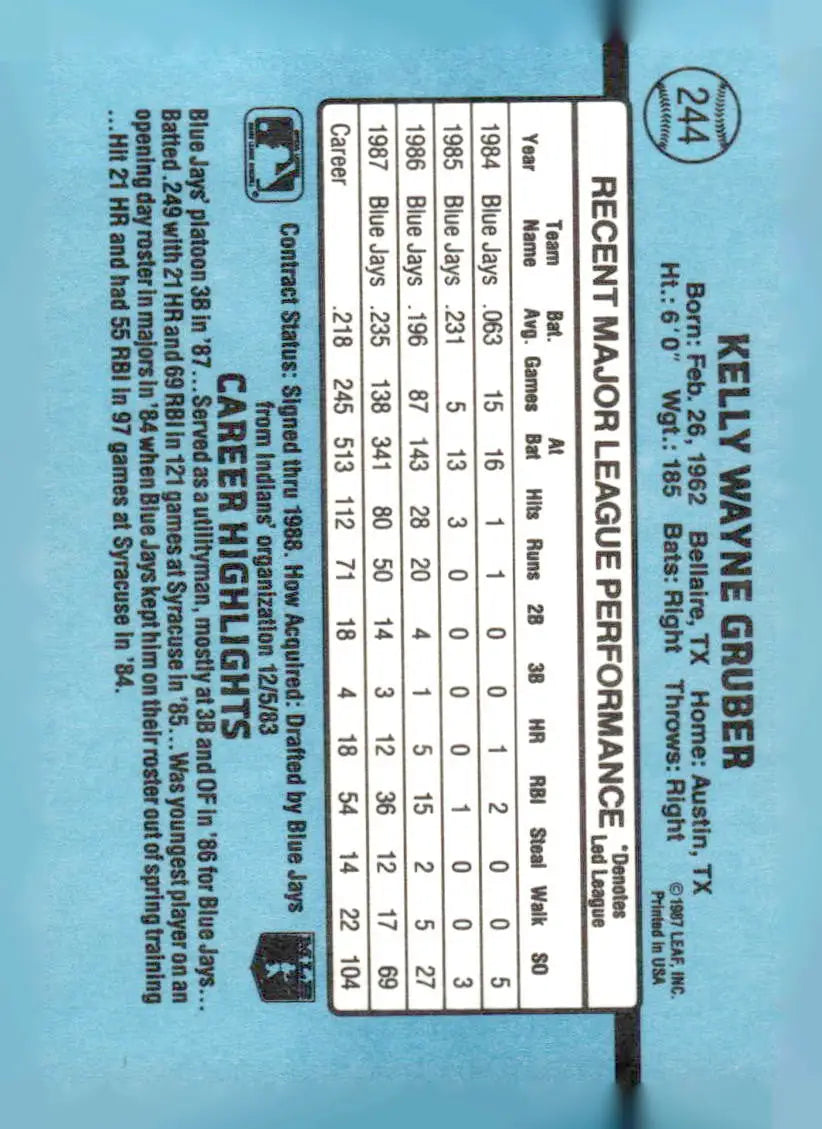 244
KELLY WAYNE GRUBER
Born: Feb. 26, 1962 Bellaire, TX Home: Austin, TX
Ht.: 6'0" Wgt.: 185 Bats: Right Throws: Right
©1987 LEAF, INC.
Printed in USA
RECENT MAJOR LEAGUE PERFORMANCE *Denotes Led League
Year Team Name Bat. Avg. Games At Bat Hits Runs 2B 3B HR RBI Steal Walk SO
1984 Blue Jays .063 15 16 1 1 0 0 1 2 0 0 5
1985 Blue Jays .231 5 13 3 0 0 0 0 1 0 0 3
1986 Blue Jays .196 87 143 28 20 4 1 5 15 2 5 27
1987 Blue Jays .235 138 341 80 50 14 3 12 36 12 17 69
Career .218 245 513 112 71 18 4 18 54 14 22 104
Contract Status: Signed thru 1988. How Acquired: Drafted by Blue Jays
from Indians' organization 12/5/83
CAREER HIGHLIGHTS
Blue Jays' platoon 3B in '87...Served as a utilityman, mostly at 3B and OF in '86 for Blue Jays...
Batted .249 with 21 HR and 69 RBI in 121 games at Syracuse in '85...Was youngest player on an
opening day roster in majors in '84 when Blue Jays kept him on their roster out of spring training
...Hit 21 HR and had 55 RBI in 97 games at Syracuse in '84.